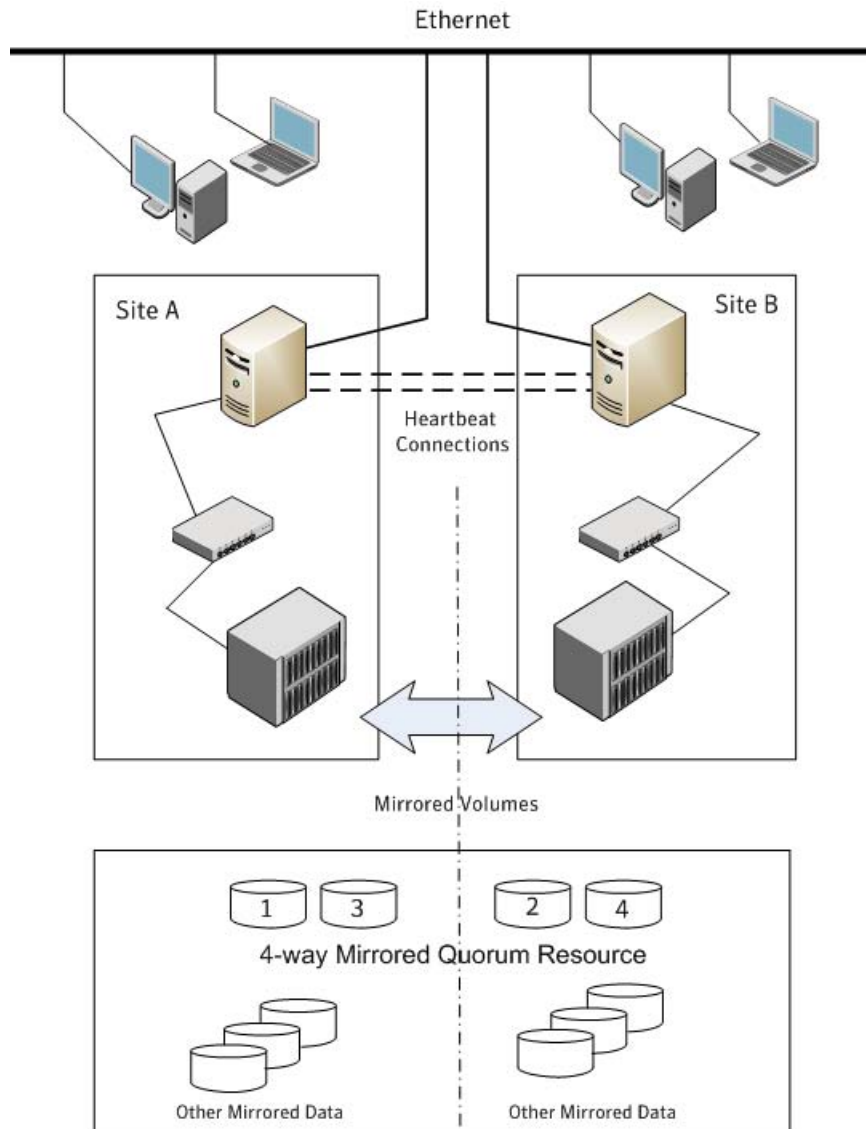 Ethernet
Site A
Site B
Heartbeat
Connections
Mirrored Volumes
1
3
2
4
4-way Mirrored Quorum Resource
Other Mirrored Data
Other Mirrored Data